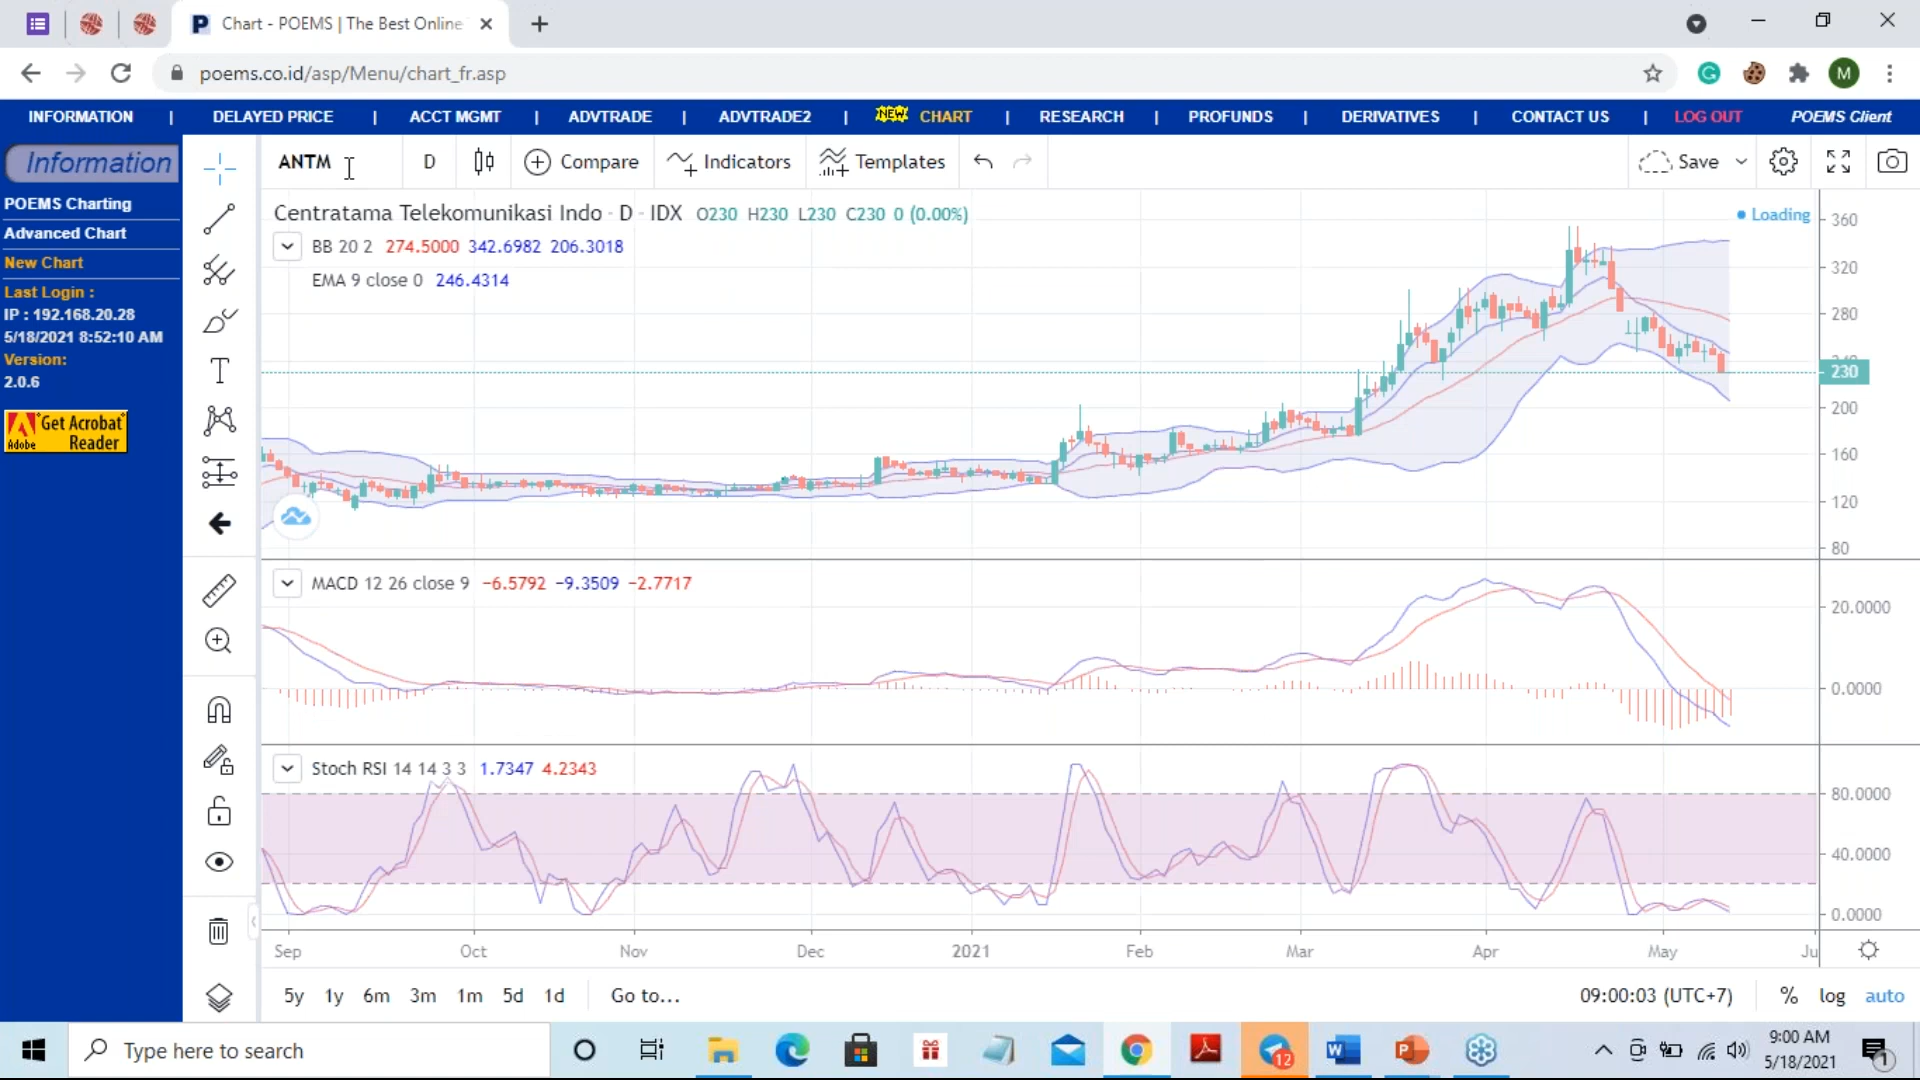 Chart - POEMS | The Best Online
poems.co.id/asp/Menu/chart_fr.asp
M
INFORMATION | DELAYED PRICE | ACCT MGMT | ADVTRADE | ADVTRADE2 | NEW CHART | RESEARCH | PROFUNDS | DERIVATIVES | CONTACT US | LOG OUT POEMS Client
Information
POEMS Charting
Advanced Chart
New Chart
Last Login :
IP : 192.168.20.28
5/18/2021 8:52:10 AM
Version:
2.0.6
Get Acrobat
Adobe Reader
ANTM D Compare Indicators Templates Save
Centratama Telekomunikasi Indo · D · IDX O230 H230 L230 C230 0 (0.00%)
Loading
BB 20 2 274.5000 342.6982 206.3018
EMA 9 close 0 246.4314
360
320
280
240
230
200
160
120
80
MACD 12 26 close 9 −6.5792 −9.3509 −2.7717
20.0000
0.0000
Stoch RSI 14 14 3 3 1.7347 4.2343
80.0000
40.0000
0.0000
Sep Oct Nov Dec 2021 Feb Mar Apr May Ju
5y 1y 6m 3m 1m 5d 1d Go to... 09:00:03 (UTC+7) % log auto
Type here to search
12
9:00 AM
5/18/2021
1